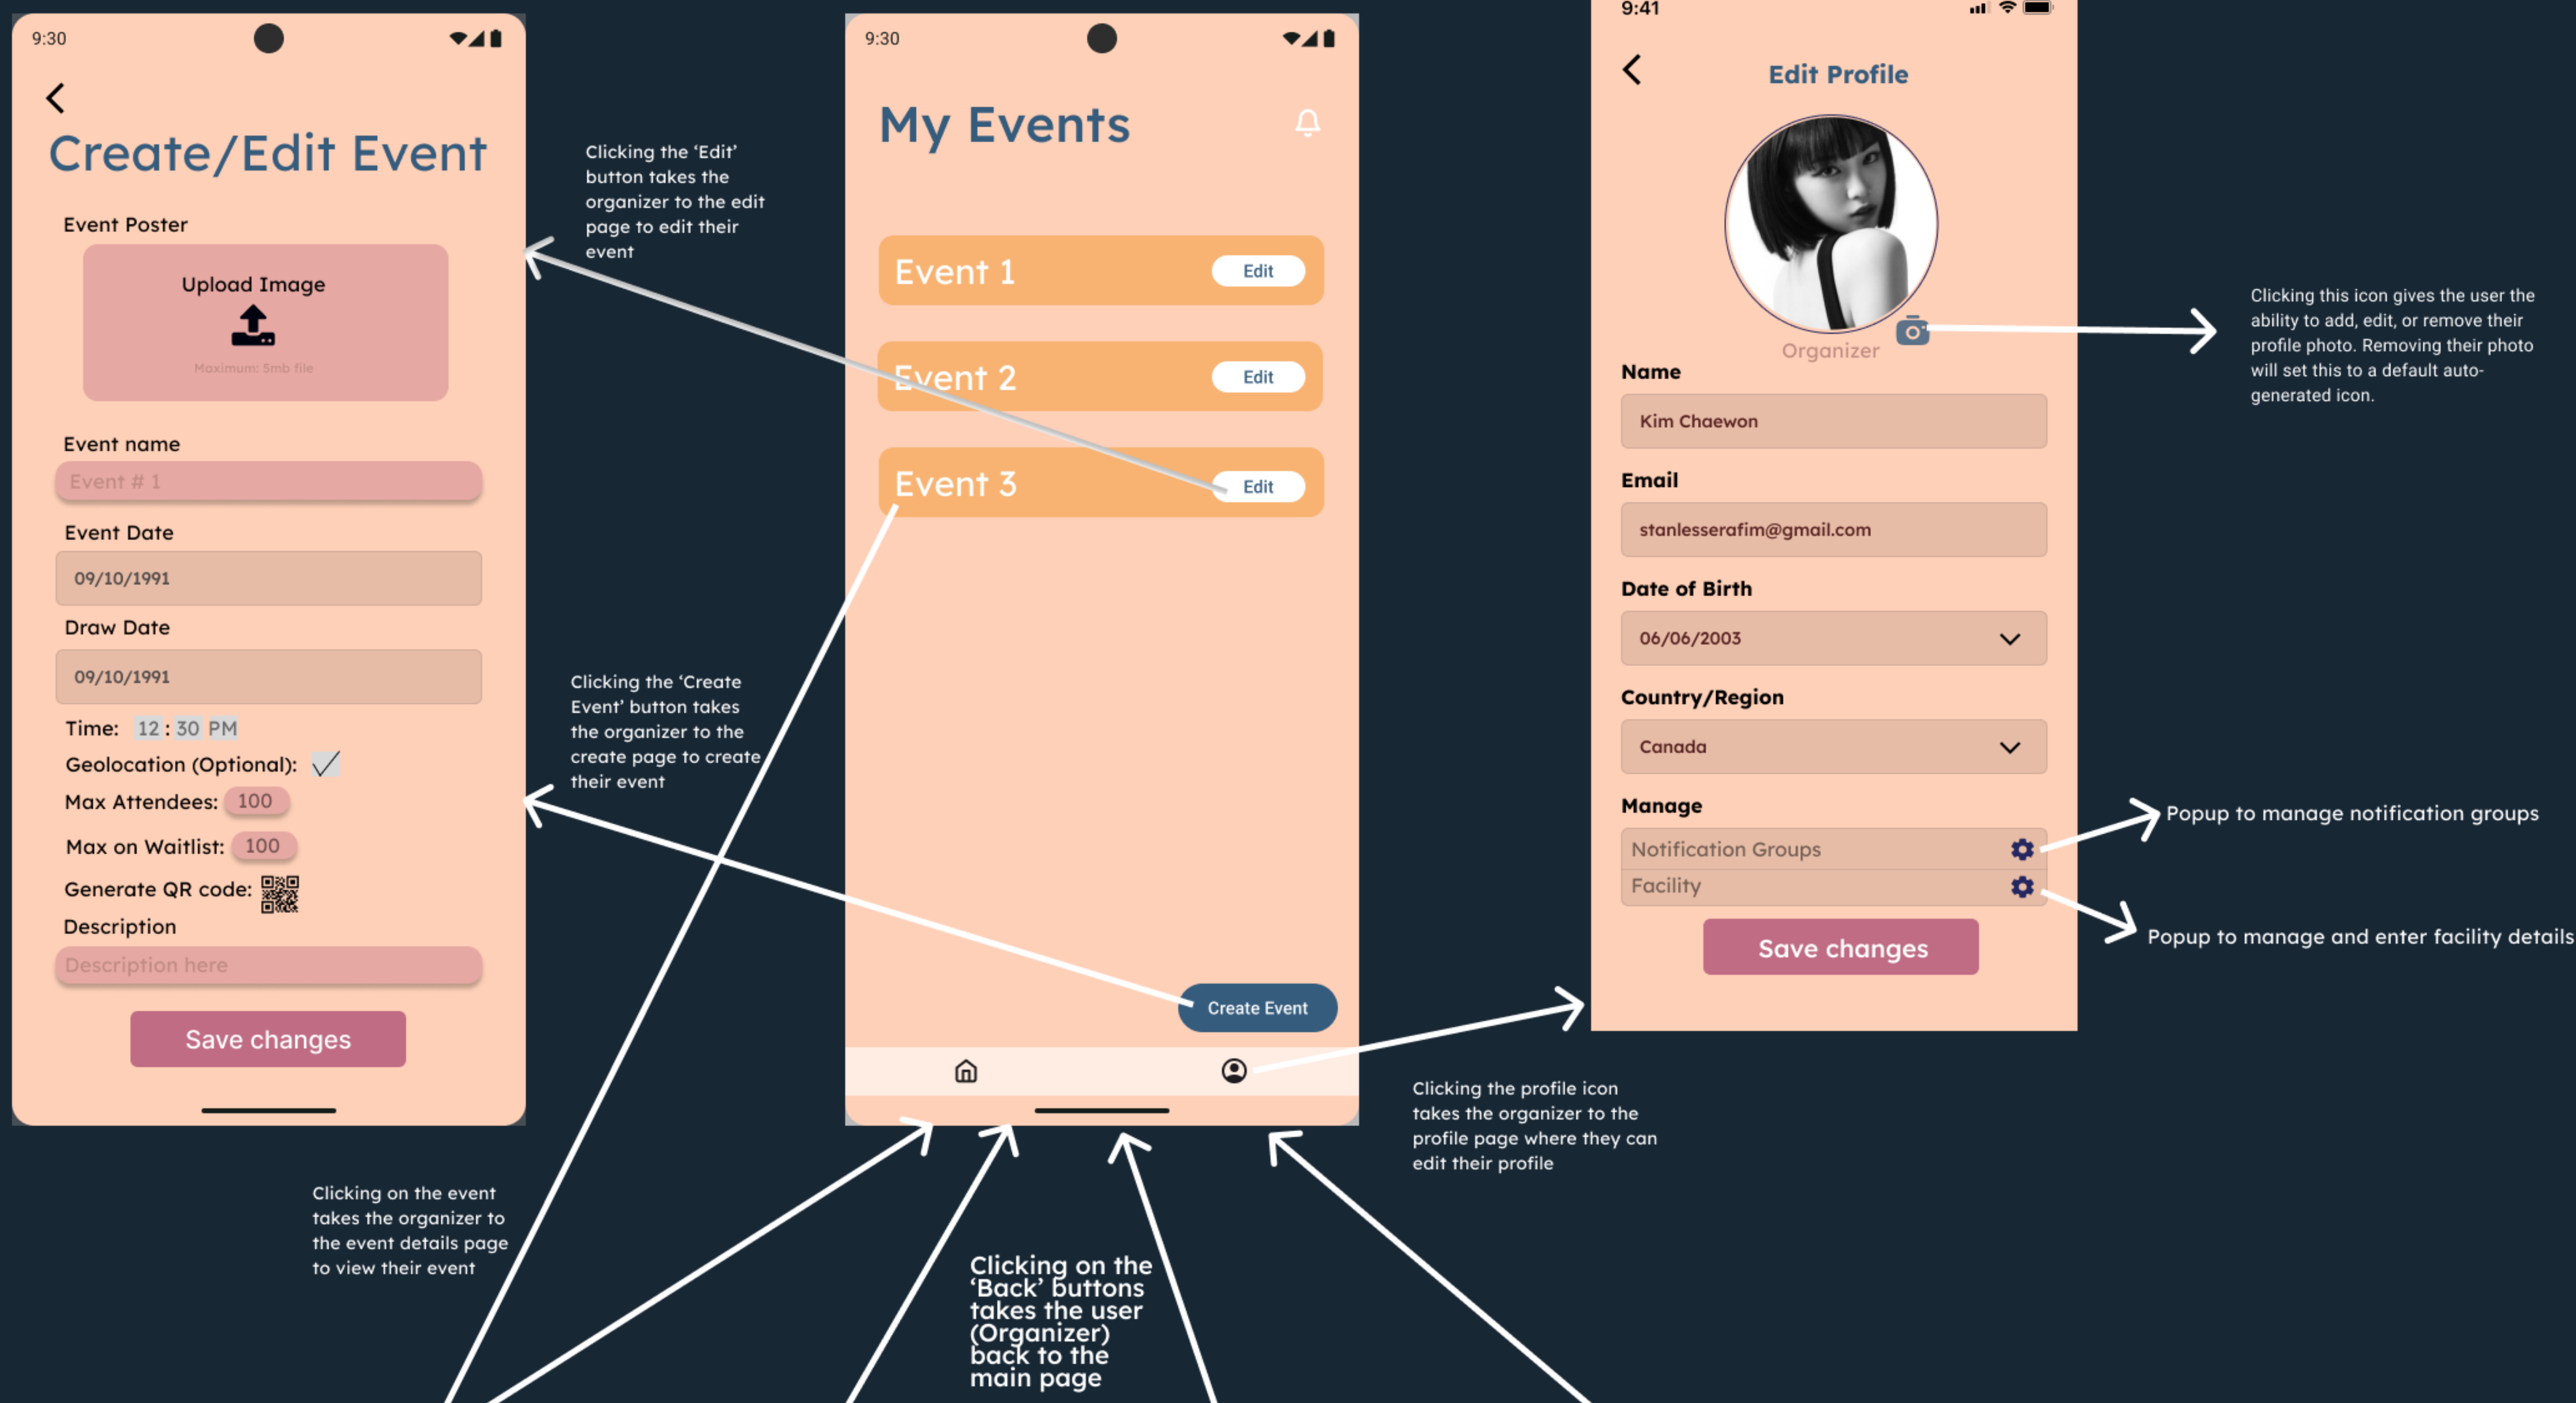 9:30
Create/Edit Event
Event Poster
Upload Image
Maximum: 5mb file
Event name
Event # 1
Event Date
09/10/1991
Draw Date
09/10/1991
Time: 12 : 30 PM
Geolocation (Optional):
Max Attendees: 100
Max on Waitlist: 100
Generate QR code:
Description
Description here
Save changes
Clicking the ‘Edit’
button takes the
organizer to the edit
page to edit their
event
Clicking the ‘Create
Event’ button takes
the organizer to the
create page to create
their event
Clicking on the event
takes the organizer to
the event details page
to view their event
9:30
My Events
Event 1 Edit
Event 2 Edit
Event 3 Edit
Create Event
Clicking on the
‘Back’ buttons
takes the user
(Organizer)
back to the
main page
Clicking the profile icon
takes the organizer to the
profile page where they can
edit their profile
9:41
Edit Profile
Organizer
Name
Kim Chaewon
Email
stanlesserafim@gmail.com
Date of Birth
06/06/2003
Country/Region
Canada
Manage
Notification Groups
Facility
Save changes
Clicking this icon gives the user the
ability to add, edit, or remove their
profile photo. Removing their photo
will set this to a default auto-
generated icon.
Popup to manage notification groups
Popup to manage and enter facility details